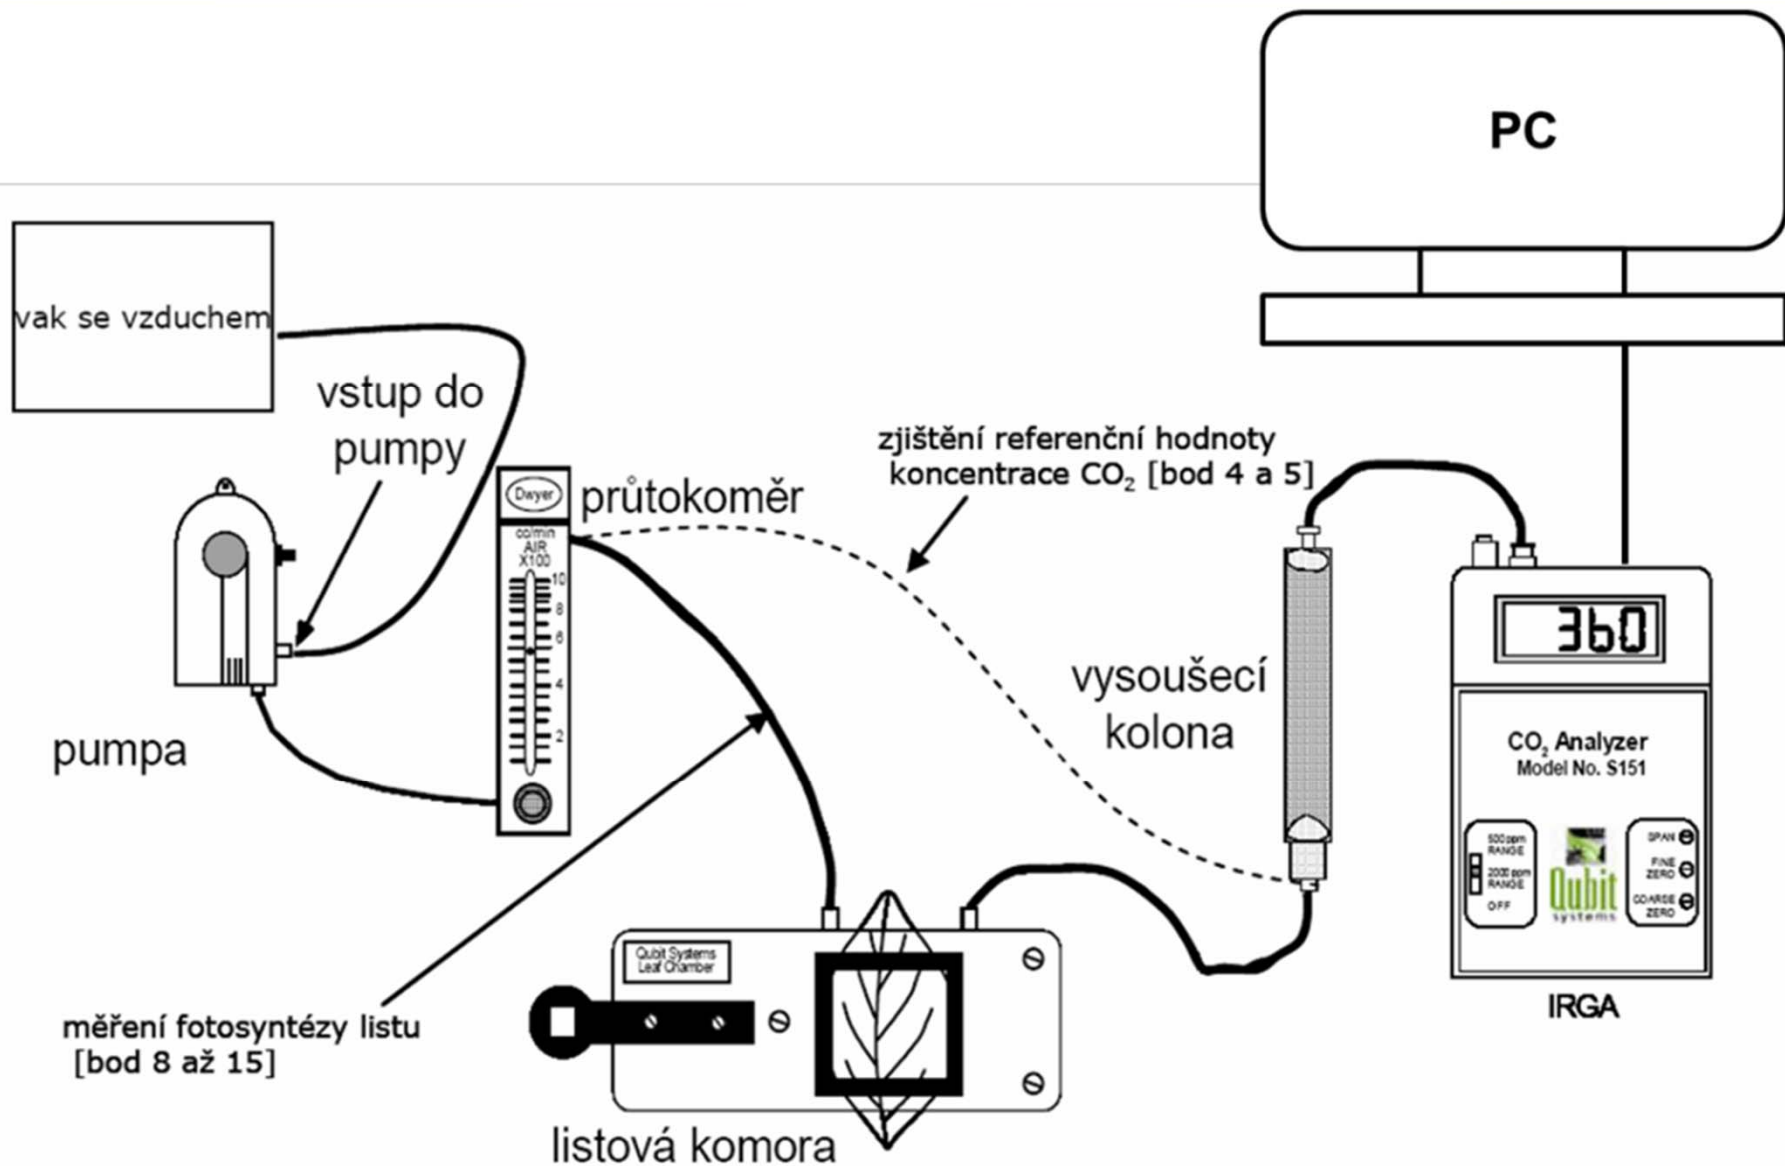 PC
vak se vzduchem
vstup do
pumpy
zjištění referenční hodnoty
koncentrace CO₂ [bod 4 a 5]
Dwyer
průtokoměr
cc/min
AIR
X100
10
8
6
4
2
360
vysoušecí
kolona
pumpa
CO₂ Analyzer
Model No. S151
500 ppm
RANGE
2000 ppm
RANGE
OFF
Qubit
systems
SPAN
FINE
ZERO
COARSE
ZERO
IRGA
Qubit Systems
Leaf Chamber
měření fotosyntézy listu
[bod 8 až 15]
listová komora